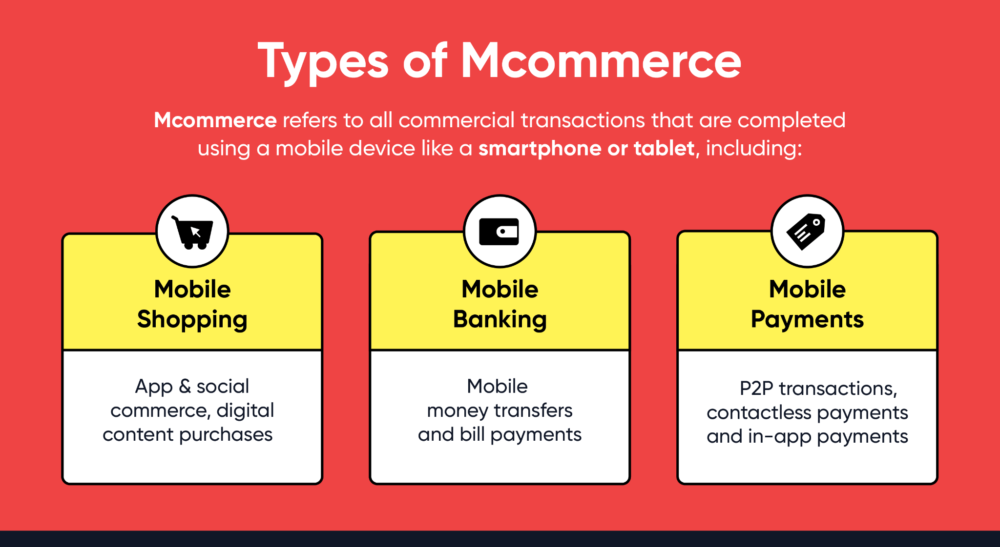 Types of Mcommerce
Mcommerce refers to all commercial transactions that are completed
using a mobile device like a smartphone or tablet, including:
Mobile
Shopping
App & social
commerce, digital
content purchases
Mobile
Banking
Mobile
money transfers
and bill payments
Mobile
Payments
P2P transactions,
contactless payments
and in-app payments